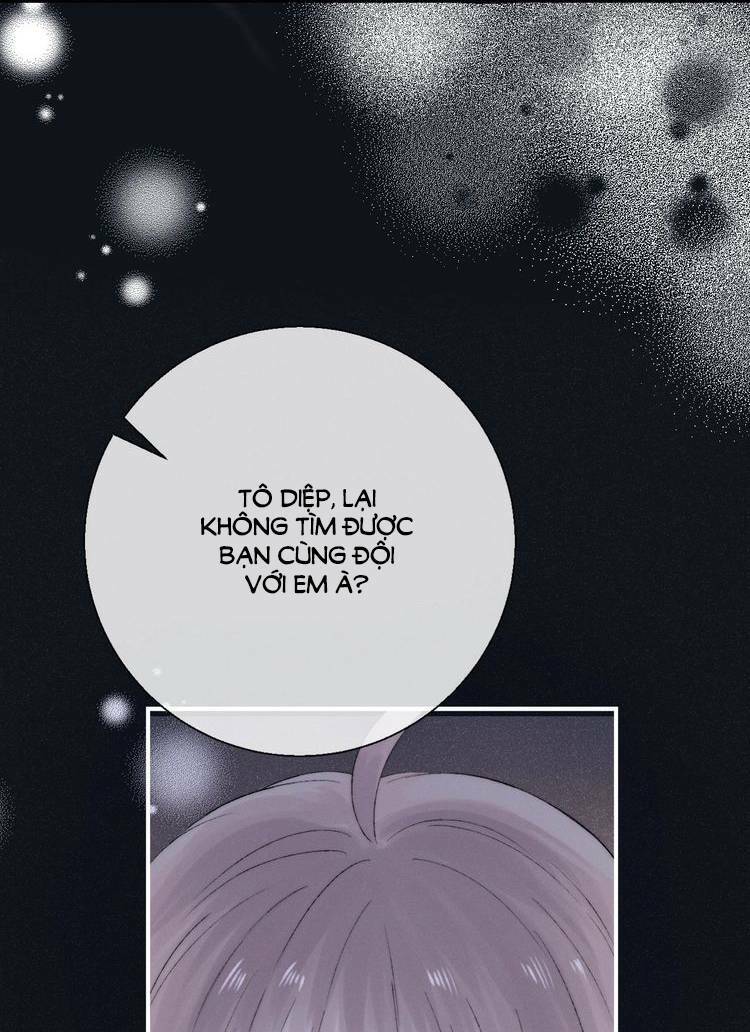 TÔ DIỆP, LẠI
KHÔNG TÌM ĐƯỢC
BẠN CÙNG ĐỘI
VỚI EM À?